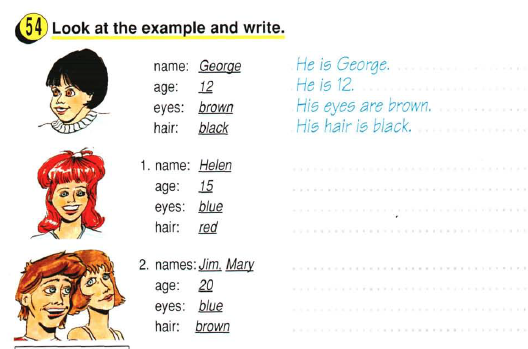 54 Look at the example and write.
name: George He is George.
age: 12 He is 12.
eyes: brown His eyes are brown.
hair: black His hair is black.
1. name: Helen
age: 15
eyes: blue
hair: red
2. names: Jim, Mary
age: 20
eyes: blue
hair: brown